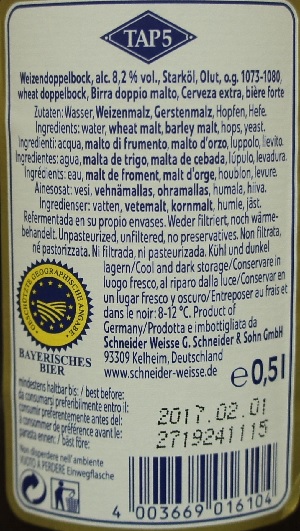 TAP5
Weizendoppelbock, alc. 8,2 % vol., Starköl, Olut, o.g. 1073-1080,
wheat doppelbock, Birra doppio malto, Cerveza extra, bière forte
Zutaten: Wasser, Weizenmalz, Gerstenmalz, Hopfen, Hefe.
Ingredients: water, wheat malt, barley malt, hops, yeast.
Ingredienti: acqua, malto di frumento, malto d'orzo, luppolo, lievito.
Ingredientes: agua, malta de trigo, malta de cebada, lúpulo, levadura.
Ingrédients: eau, malt de froment, malt d'orge, houblon, levure.
Ainesosat: vesi, vehnämallas, ohramallas, humala, hiiva.
Ingredienser: vatten, vetemalt, kornmalt, humle, jäst.
Refermentada en su propio envases. Weder filtriert, noch wärme-
behandelt. Unpasteurized, unfiltered, no preservatives. Non filtrata,
né pastorizzata. Ni filtrada, ni pasteurizada. Kühl und dunkel
lagern/Cool and dark storage/Conservare in
luogo fresco, al riparo dalla luce/Conservar en
un lugar fresco y oscuro/Entreposer au frais et
dans le noir: 8-12 °C. Product of
Germany/Prodotta e imbottigliata da
Schneider Weisse G. Schneider & Sohn GmbH
93309 Kelheim, Deutschland
www.schneider-weisse.de
GESCHÜTZTE GEOGRAPHISCHE ANGABE
BAYERISCHES
BIER
e 0,5 l
mindestens haltbar bis: / best before:
da consumarsi preferibilmente entro il:
consumir preferentemente antes del:
à consommer de préférence avant le:
parasta ennen: / bäst före:
2017.02.01
2719241115
Non disperdere nell'ambiente
VUOTO A PERDERE Einwegflasche
4 003669 016104